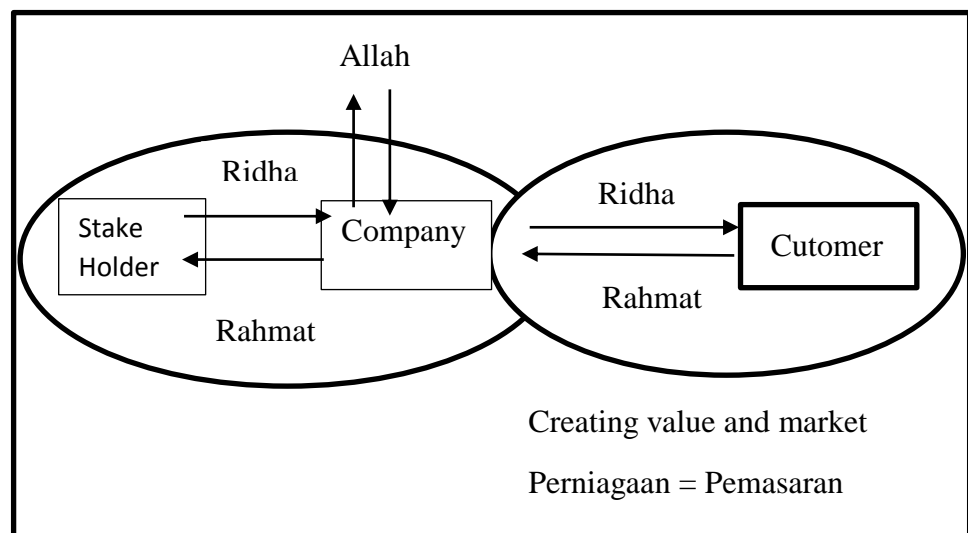 Allah
Ridha
Stake
Holder
Company
Rahmat
Ridha
Cutomer
Rahmat
Creating value and market
Perniagaan = Pemasaran